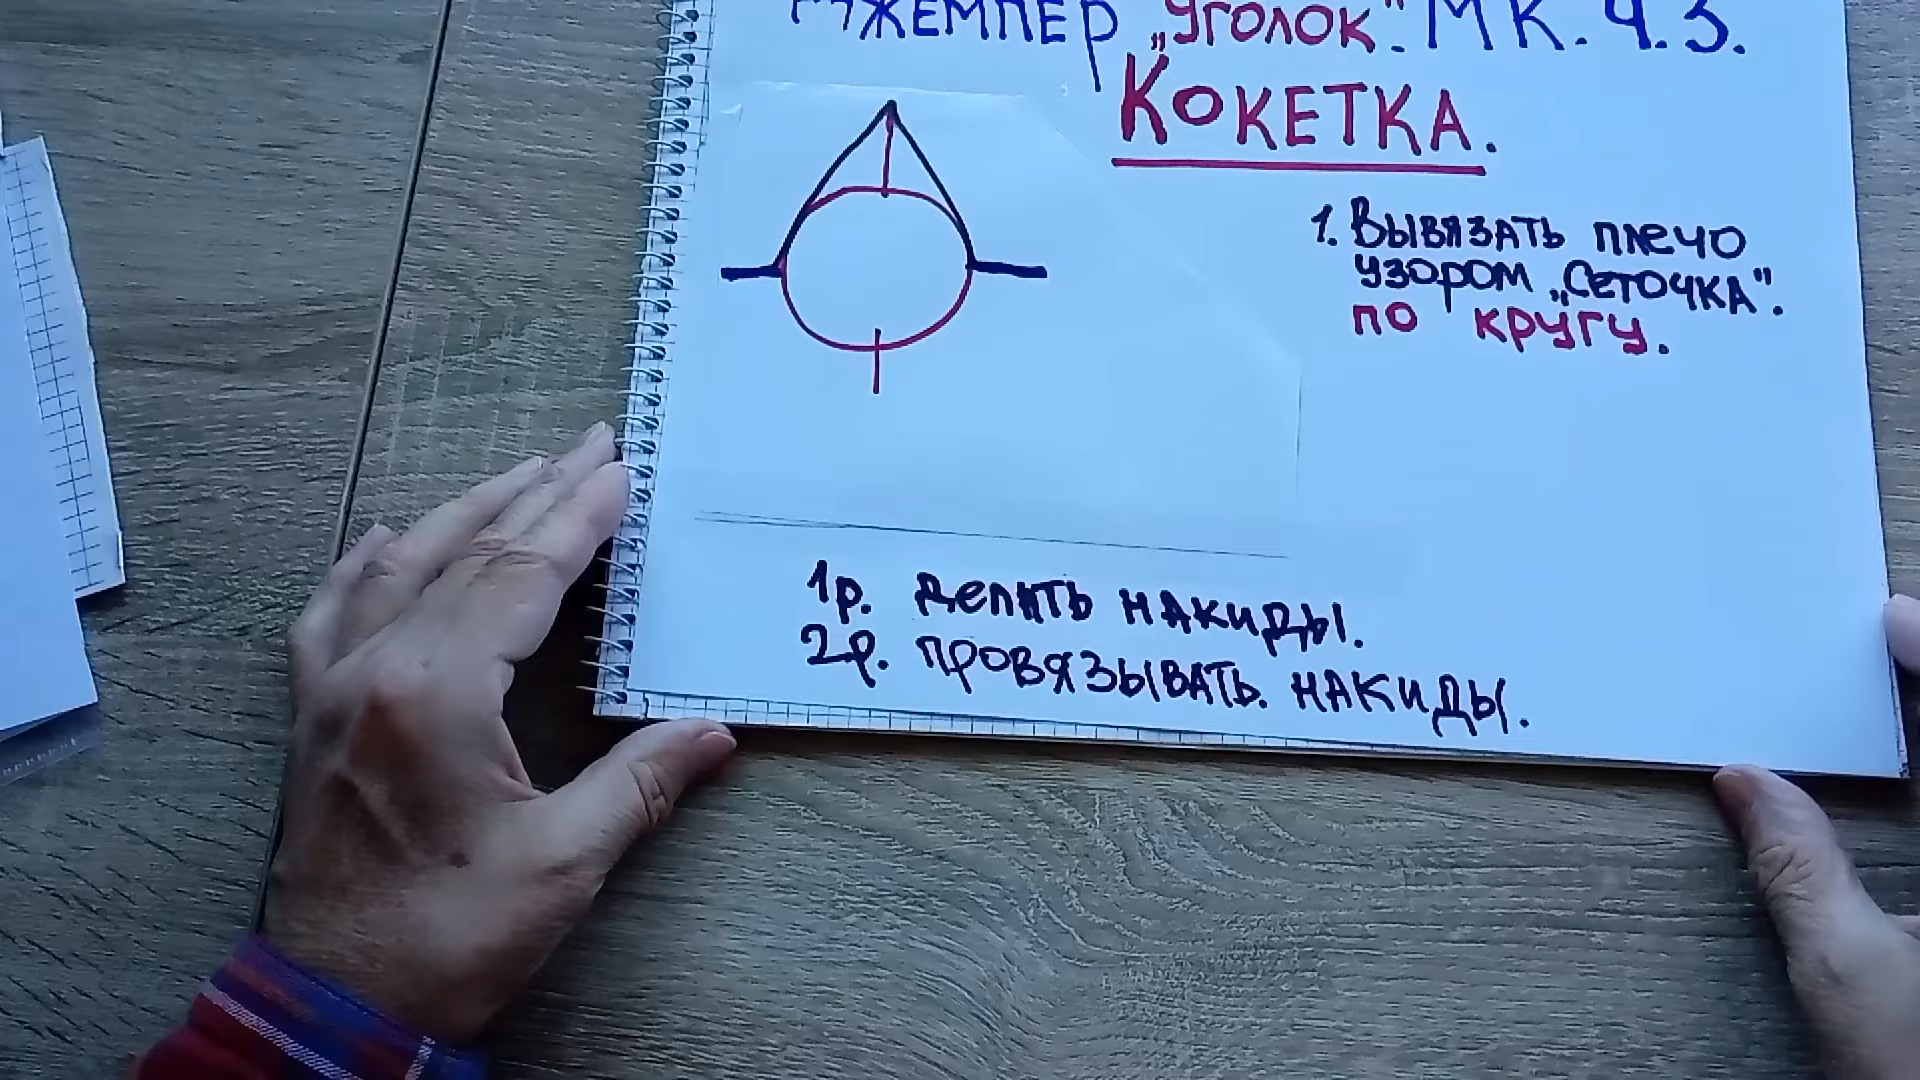 ДЖЕМПЕР „Уголок". МК. Ч.3.
КОКЕТКА.
1. Вывязать плечо
узором „Сеточка".
по кругу.
1р. делать накиды.
2р. провязывать. накиды.